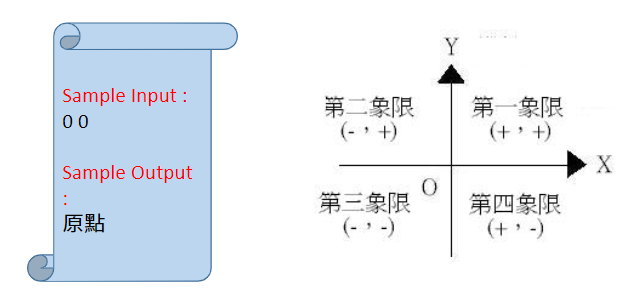 Sample Input :
0 0
Sample Output
:
原點
Y
第二象限
(-，+)
第一象限
(+，+)
X
O
第三象限
(-，-)
第四象限
(+，-)